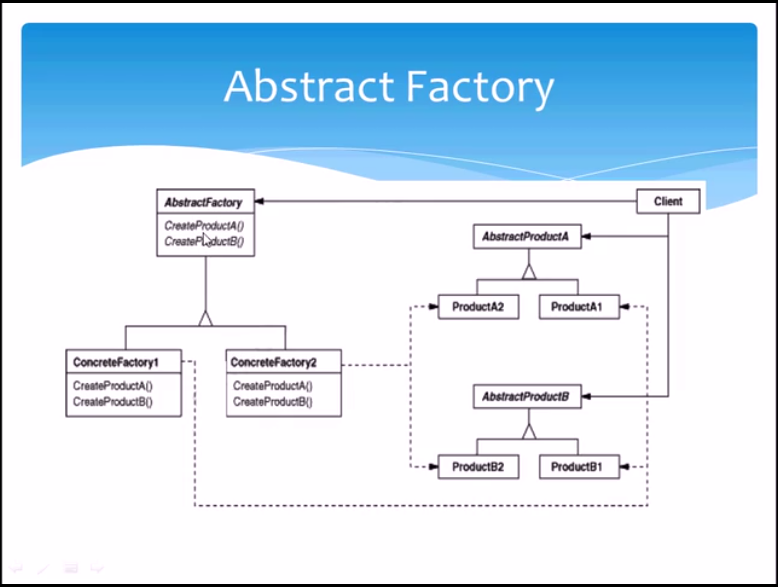 Abstract Factory
AbstractFactory
CreateProductA()
CreateProductB()
Client
AbstractProductA
ProductA2
ProductA1
ConcreteFactory1
CreateProductA()
CreateProductB()
ConcreteFactory2
CreateProductA()
CreateProductB()
AbstractProductB
ProductB2
ProductB1